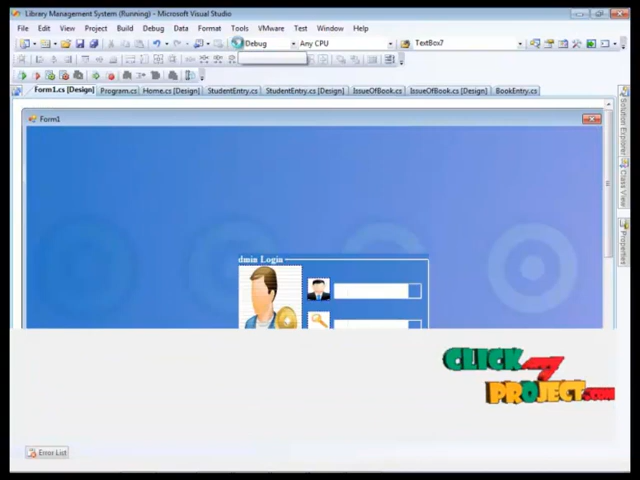 Library Management System (Running) - Microsoft Visual Studio
File Edit View Project Build Debug Data Format Tools VMware Test Window Help
Debug Any CPU TextBox7
Form1.cs [Design] Program.cs Home.cs [Design] StudentEntry.cs StudentEntry.cs [Design] IssueOfBook.cs IssueOfBook.cs [Design] BookEntry.cs
Form1
Solution Explorer
Class View
Properties
dmin Login
CLICK
PROJECT.COM
Error List